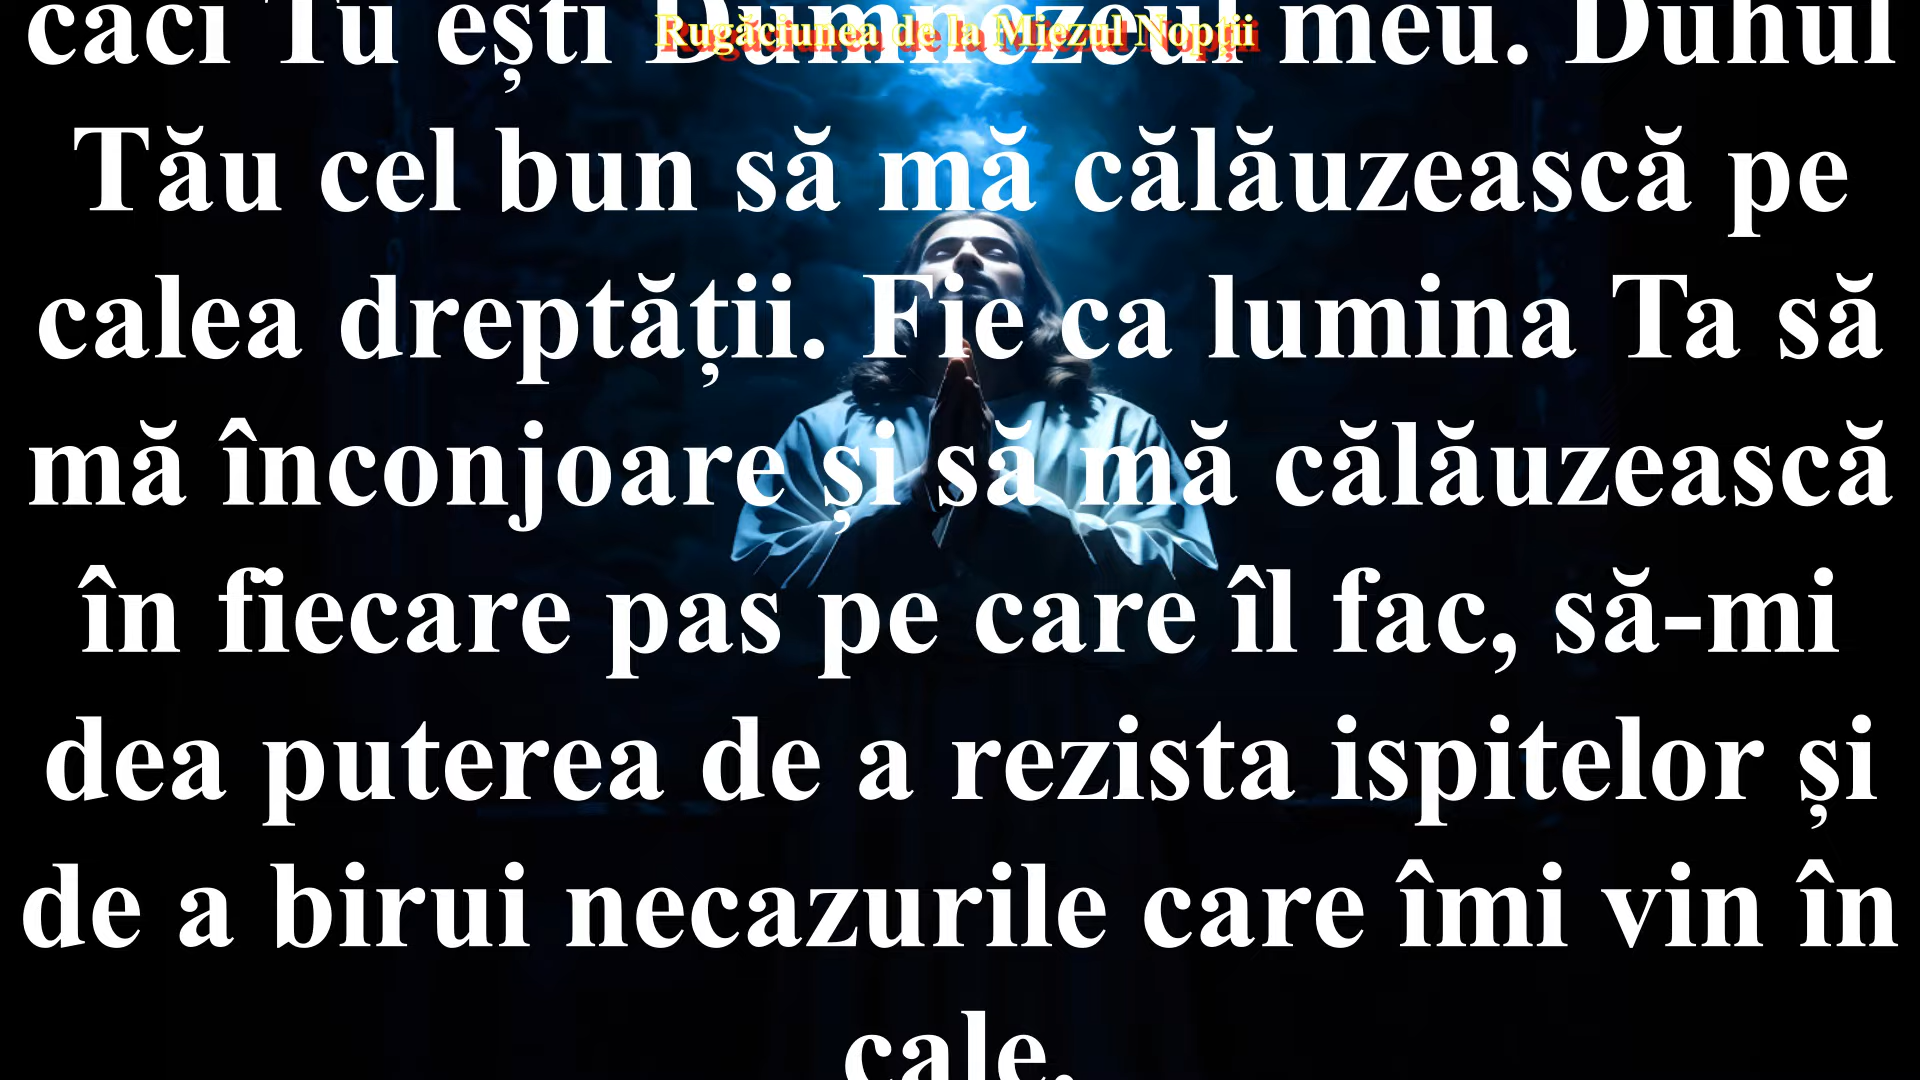 Rugăciunea de la Miezul Nopții
căci Tu ești Dumnezeul meu. Duhul
Tău cel bun să mă călăuzească pe
calea dreptății. Fie ca lumina Ta să
mă înconjoare și să mă călăuzească
în fiecare pas pe care îl fac, să-mi
dea puterea de a rezista ispitelor și
de a birui necazurile care îmi vin în
cale.